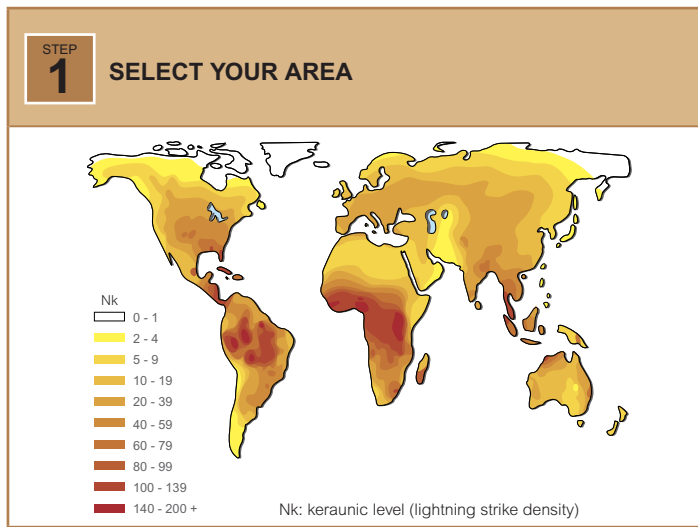 STEP
1
SELECT YOUR AREA
Nk
0 - 1
2 - 4
5 - 9
10 - 19
20 - 39
40 - 59
60 - 79
80 - 99
100 - 139
140 - 200 +
Nk: keraunic level (lightning strike density)